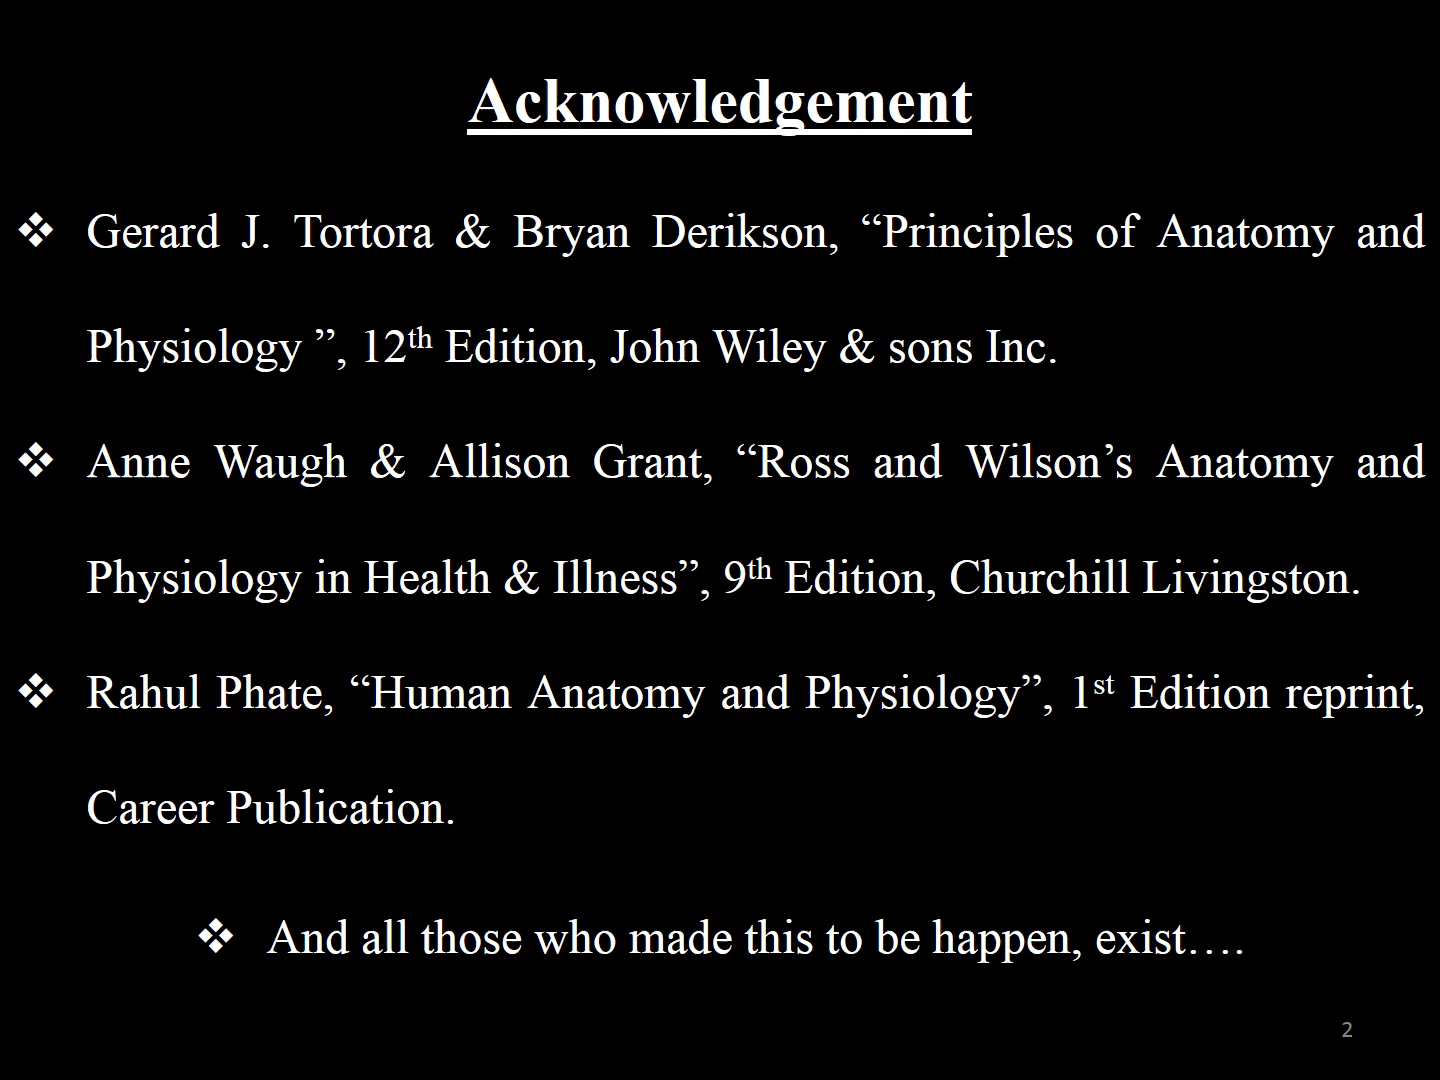 Acknowledgement
❖ Gerard J. Tortora & Bryan Derikson, “Principles of Anatomy and
Physiology ”, 12th Edition, John Wiley & sons Inc.
❖ Anne Waugh & Allison Grant, “Ross and Wilson’s Anatomy and
Physiology in Health & Illness”, 9th Edition, Churchill Livingston.
❖ Rahul Phate, “Human Anatomy and Physiology”, 1st Edition reprint,
Career Publication.
❖ And all those who made this to be happen, exist….
2